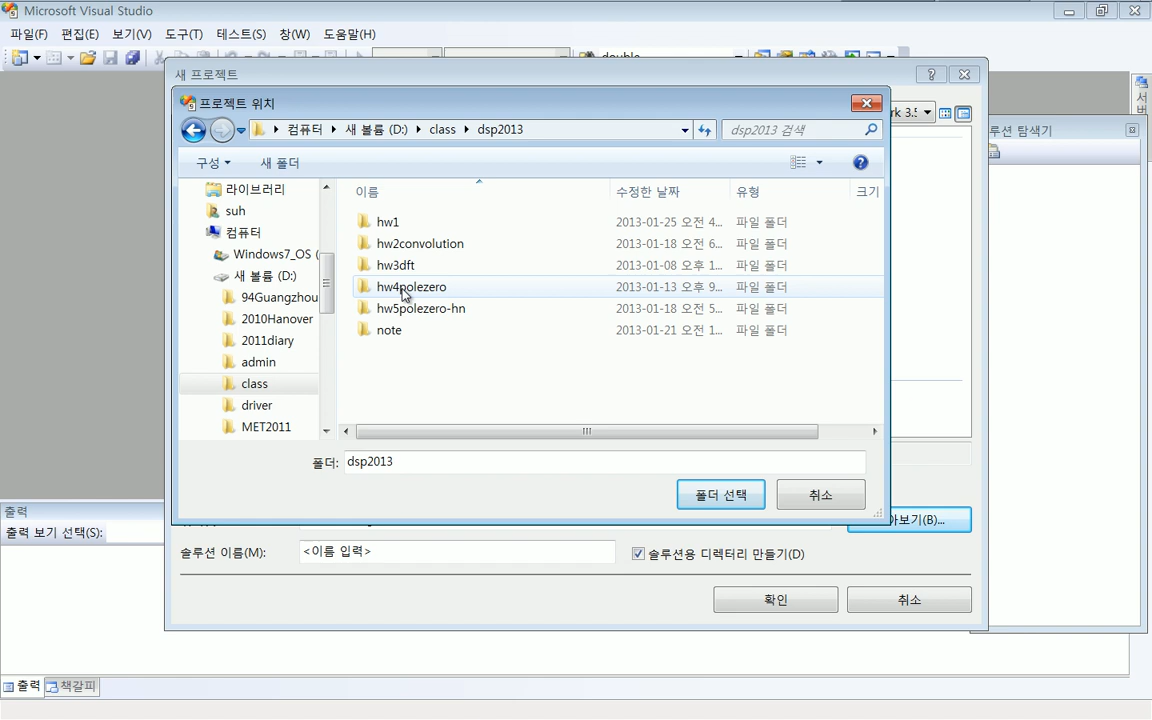 Microsoft Visual Studio
파일(F) 편집(E) 보기(V) 도구(T) 테스트(S) 창(W) 도움말(H)
double
새 프로젝트
프로젝트 위치
rk 3.5
컴퓨터 새 볼륨 (D:) class dsp2013
dsp2013 검색
루션 탐색기
서
버
구성 새 폴더
라이브러리
suh
컴퓨터
Windows7_OS (
새 볼륨 (D:)
94Guangzhou
2010Hanover
2011diary
admin
class
driver
MET2011
이름 수정한 날짜 유형 크기
hw1 2013-01-25 오전 4... 파일 폴더
hw2convolution 2013-01-18 오전 6... 파일 폴더
hw3dft 2013-01-08 오후 1... 파일 폴더
hw4polezero 2013-01-13 오후 9... 파일 폴더
hw5polezero-hn 2013-01-18 오전 5... 파일 폴더
note 2013-01-21 오전 1... 파일 폴더
폴더: dsp2013
폴더 선택 취소
출력
출력 보기 선택(S):
아보기(B)...
솔루션 이름(M): <이름 입력> 솔루션용 디렉터리 만들기(D)
확인 취소
출력 책갈피